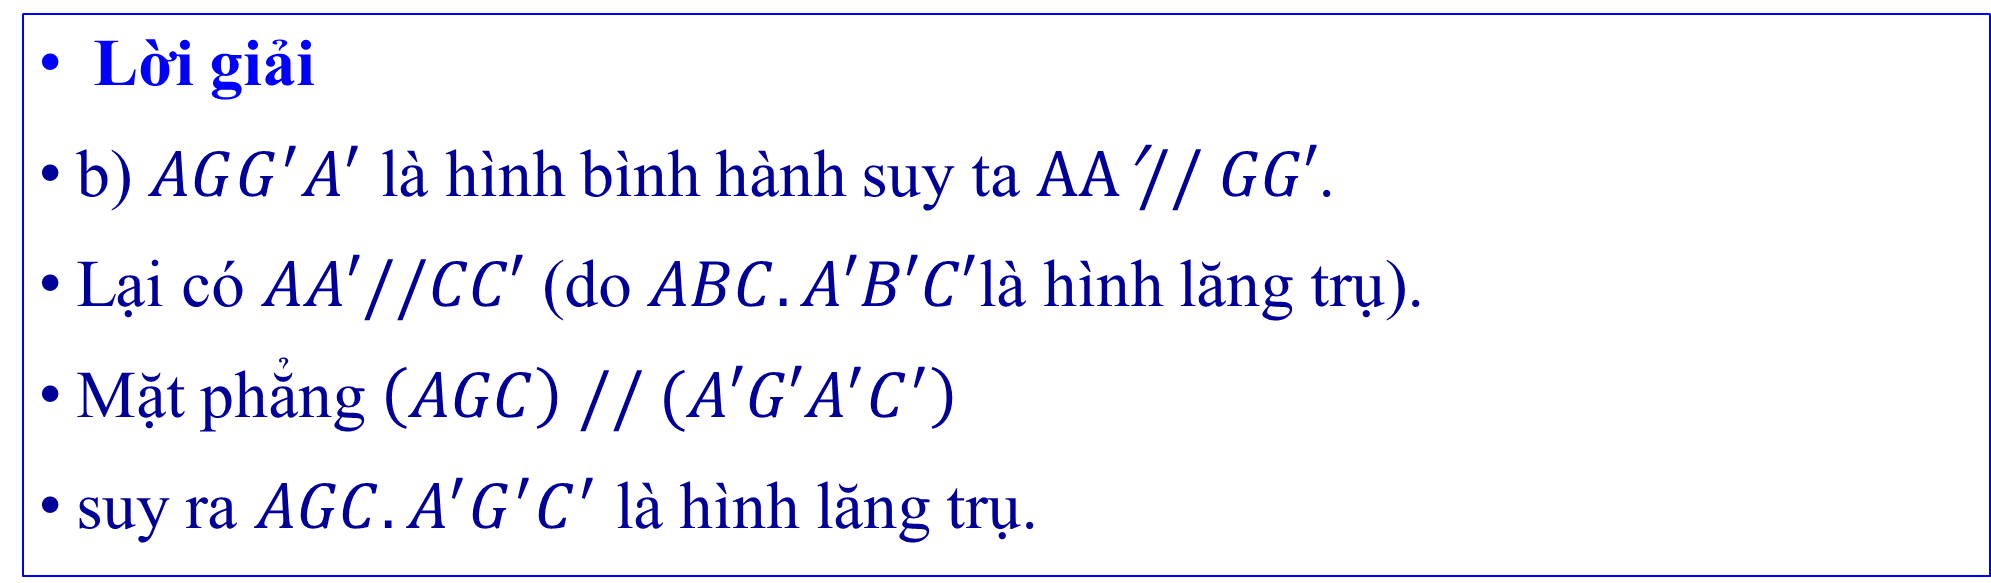 • Lời giải
• b) AGG′A′ là hình bình hành suy ta AA′// GG′.
• Lại có AA′//CC′ (do ABC.A′B′C′là hình lăng trụ).
• Mặt phẳng (AGC) // (A′G′A′C′)
• suy ra AGC.A′G′C′ là hình lăng trụ.